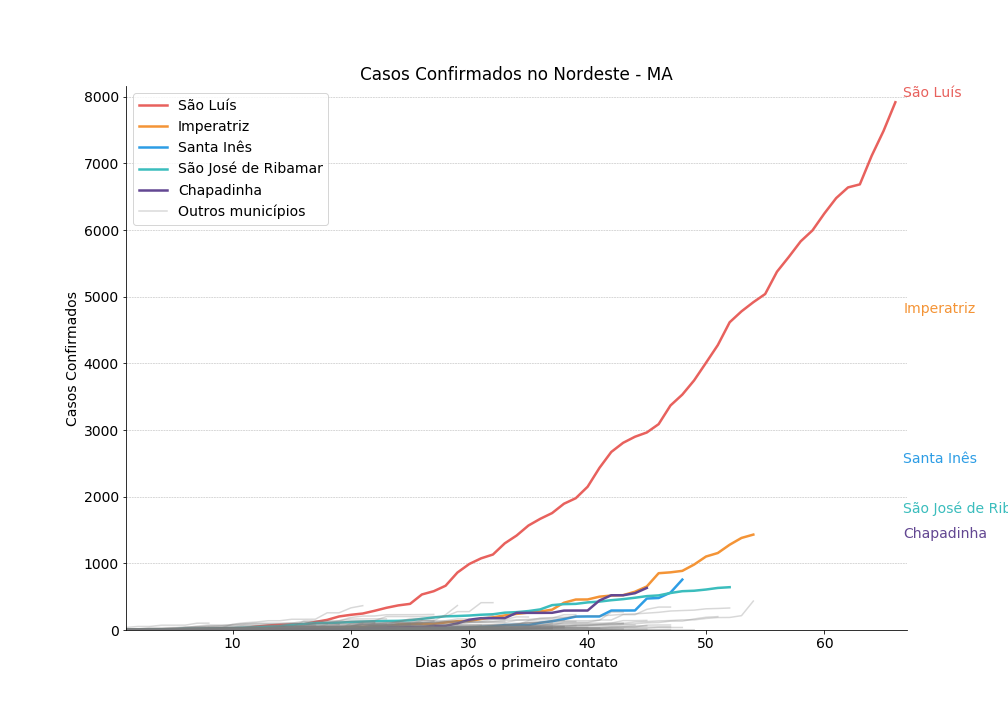 Casos Confirmados no Nordeste - MA
São Luís
Imperatriz
Santa Inês
São José de Ribamar
Chapadinha
Outros municípios
8000
7000
6000
5000
4000
3000
2000
1000
0
Casos Confirmados
10
20
30
40
50
60
Dias após o primeiro contato
São Luís
Imperatriz
Santa Inês
São José de Rib
Chapadinha